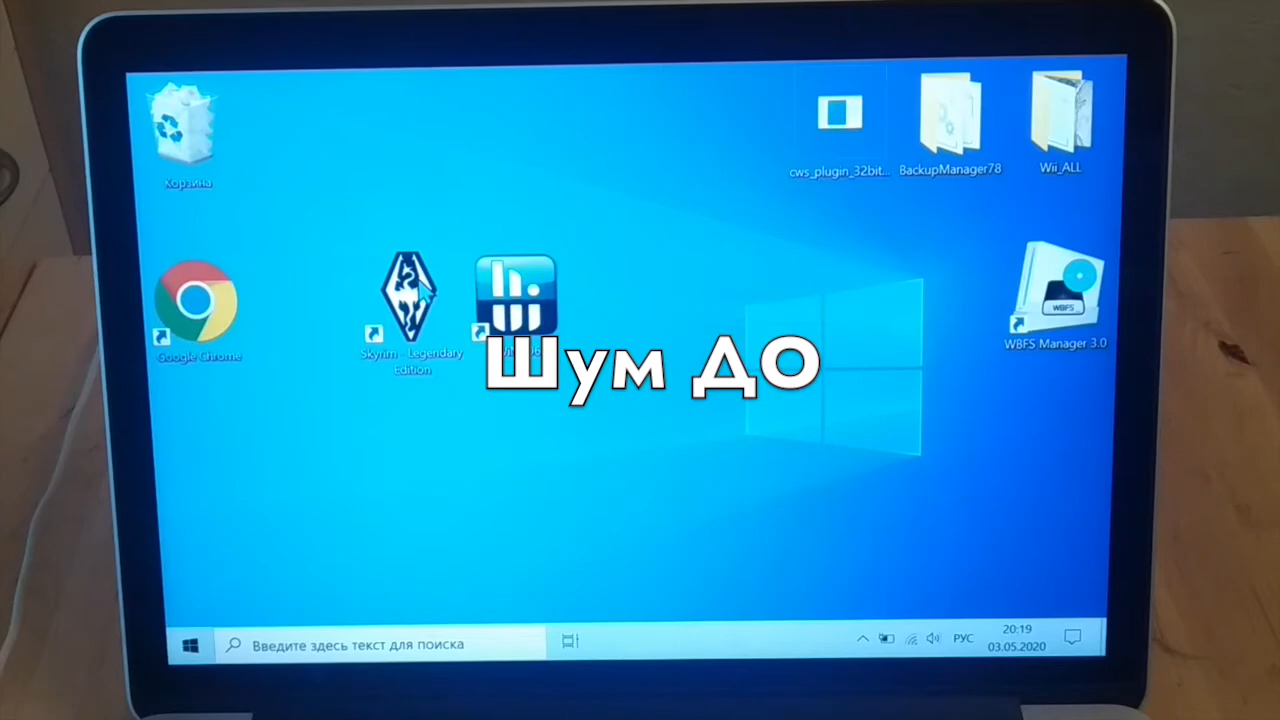 Корзина
cws_plugin_32bit...
BackupManager78
Wii_ALL
Google Chrome
Skyrim - Legendary
Edition
WBFS
WBFS Manager 3.0
Шум ДО
Введите здесь текст для поиска
РУС
20:19
03.05.2020